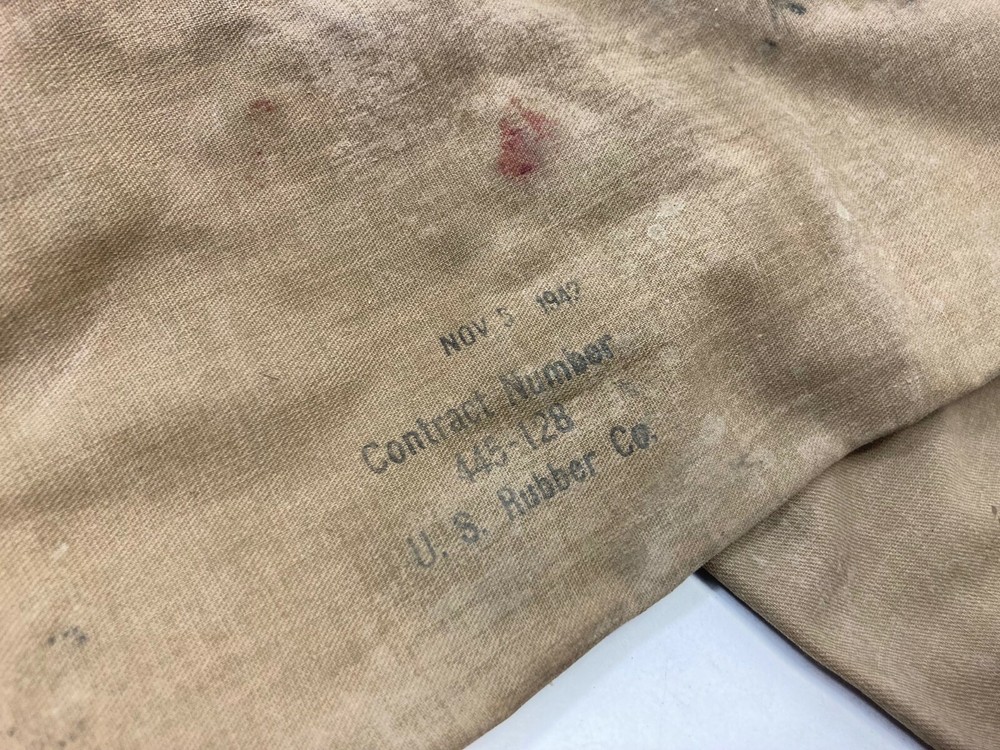 NOV 5 1942
Contract Number
445-128
U. S. Rubber Co.